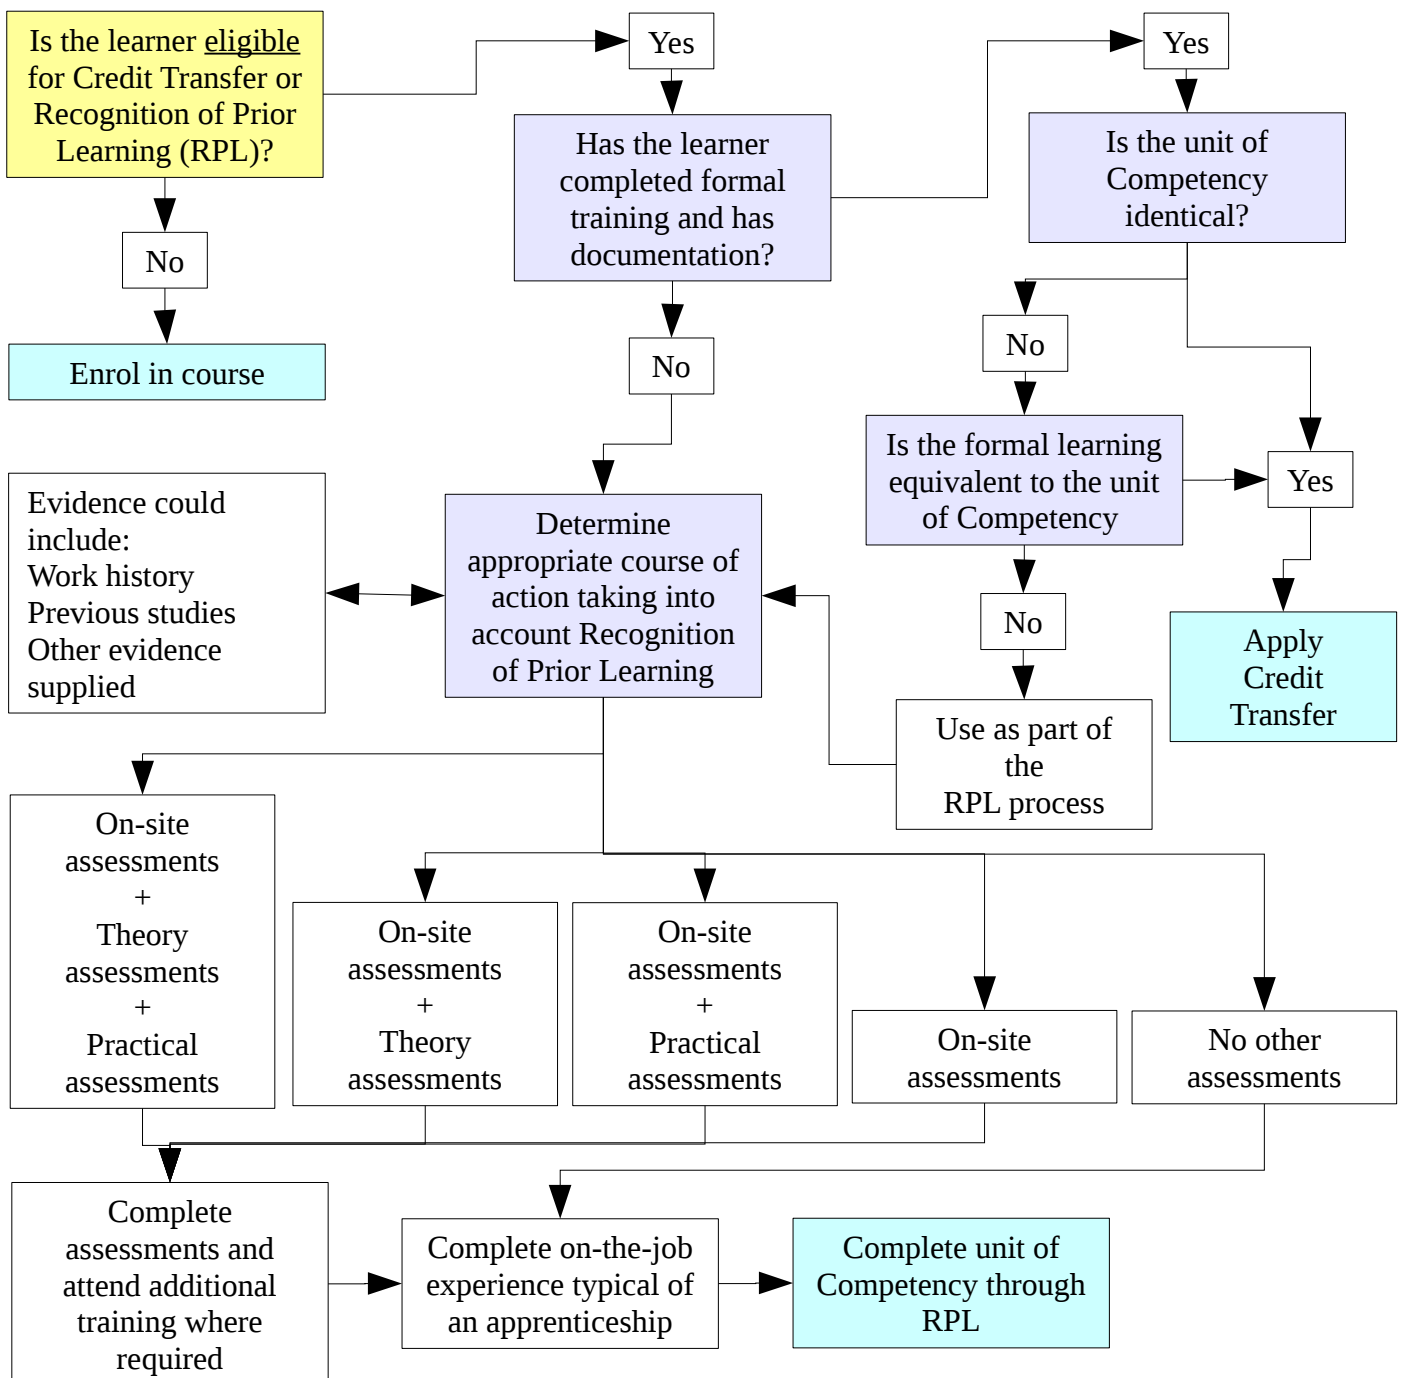 Is the learner eligible
for Credit Transfer or
Recognition of Prior
Learning (RPL)?
Yes
Yes
Has the learner
completed formal
training and has
documentation?
Is the unit of
Competency
identical?
No
Enrol in course
No
No
Is the formal learning
equivalent to the unit
of Competency
Yes
Evidence could
include:
Work history
Previous studies
Other evidence
supplied
Determine
appropriate course of
action taking into
account Recognition
of Prior Learning
No
Apply
Credit
Transfer
Use as part of
the
RPL process
On-site
assessments
+
Theory
assessments
+
Practical
assessments
On-site
assessments
+
Theory
assessments
On-site
assessments
+
Practical
assessments
On-site
assessments
No other
assessments
Complete
assessments and
attend additional
training where
required
Complete on-the-job
experience typical of
an apprenticeship
Complete unit of
Competency through
RPL